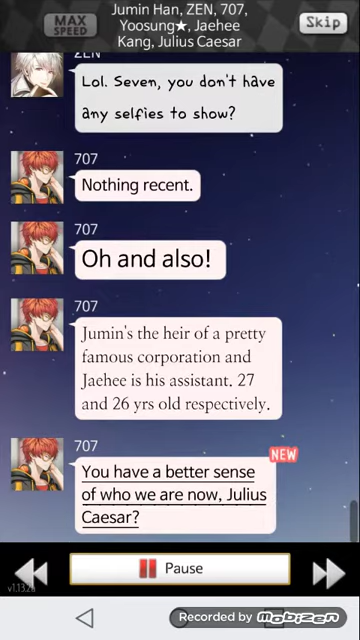 MAX
SPEED
Jumin Han, ZEN, 707,
Yoosung★, Jaehee
Kang, Julius Caesar
Skip
ZEN
Lol. Seven, you don't have
any selfies to show?
707
Nothing recent.
707
Oh and also!
707
Jumin's the heir of a pretty
famous corporation and
Jaehee is his assistant. 27
and 26 yrs old respectively.
707
NEW
You have a better sense
of who we are now, Julius
Caesar?
Pause
Recorded by MOBIZEN